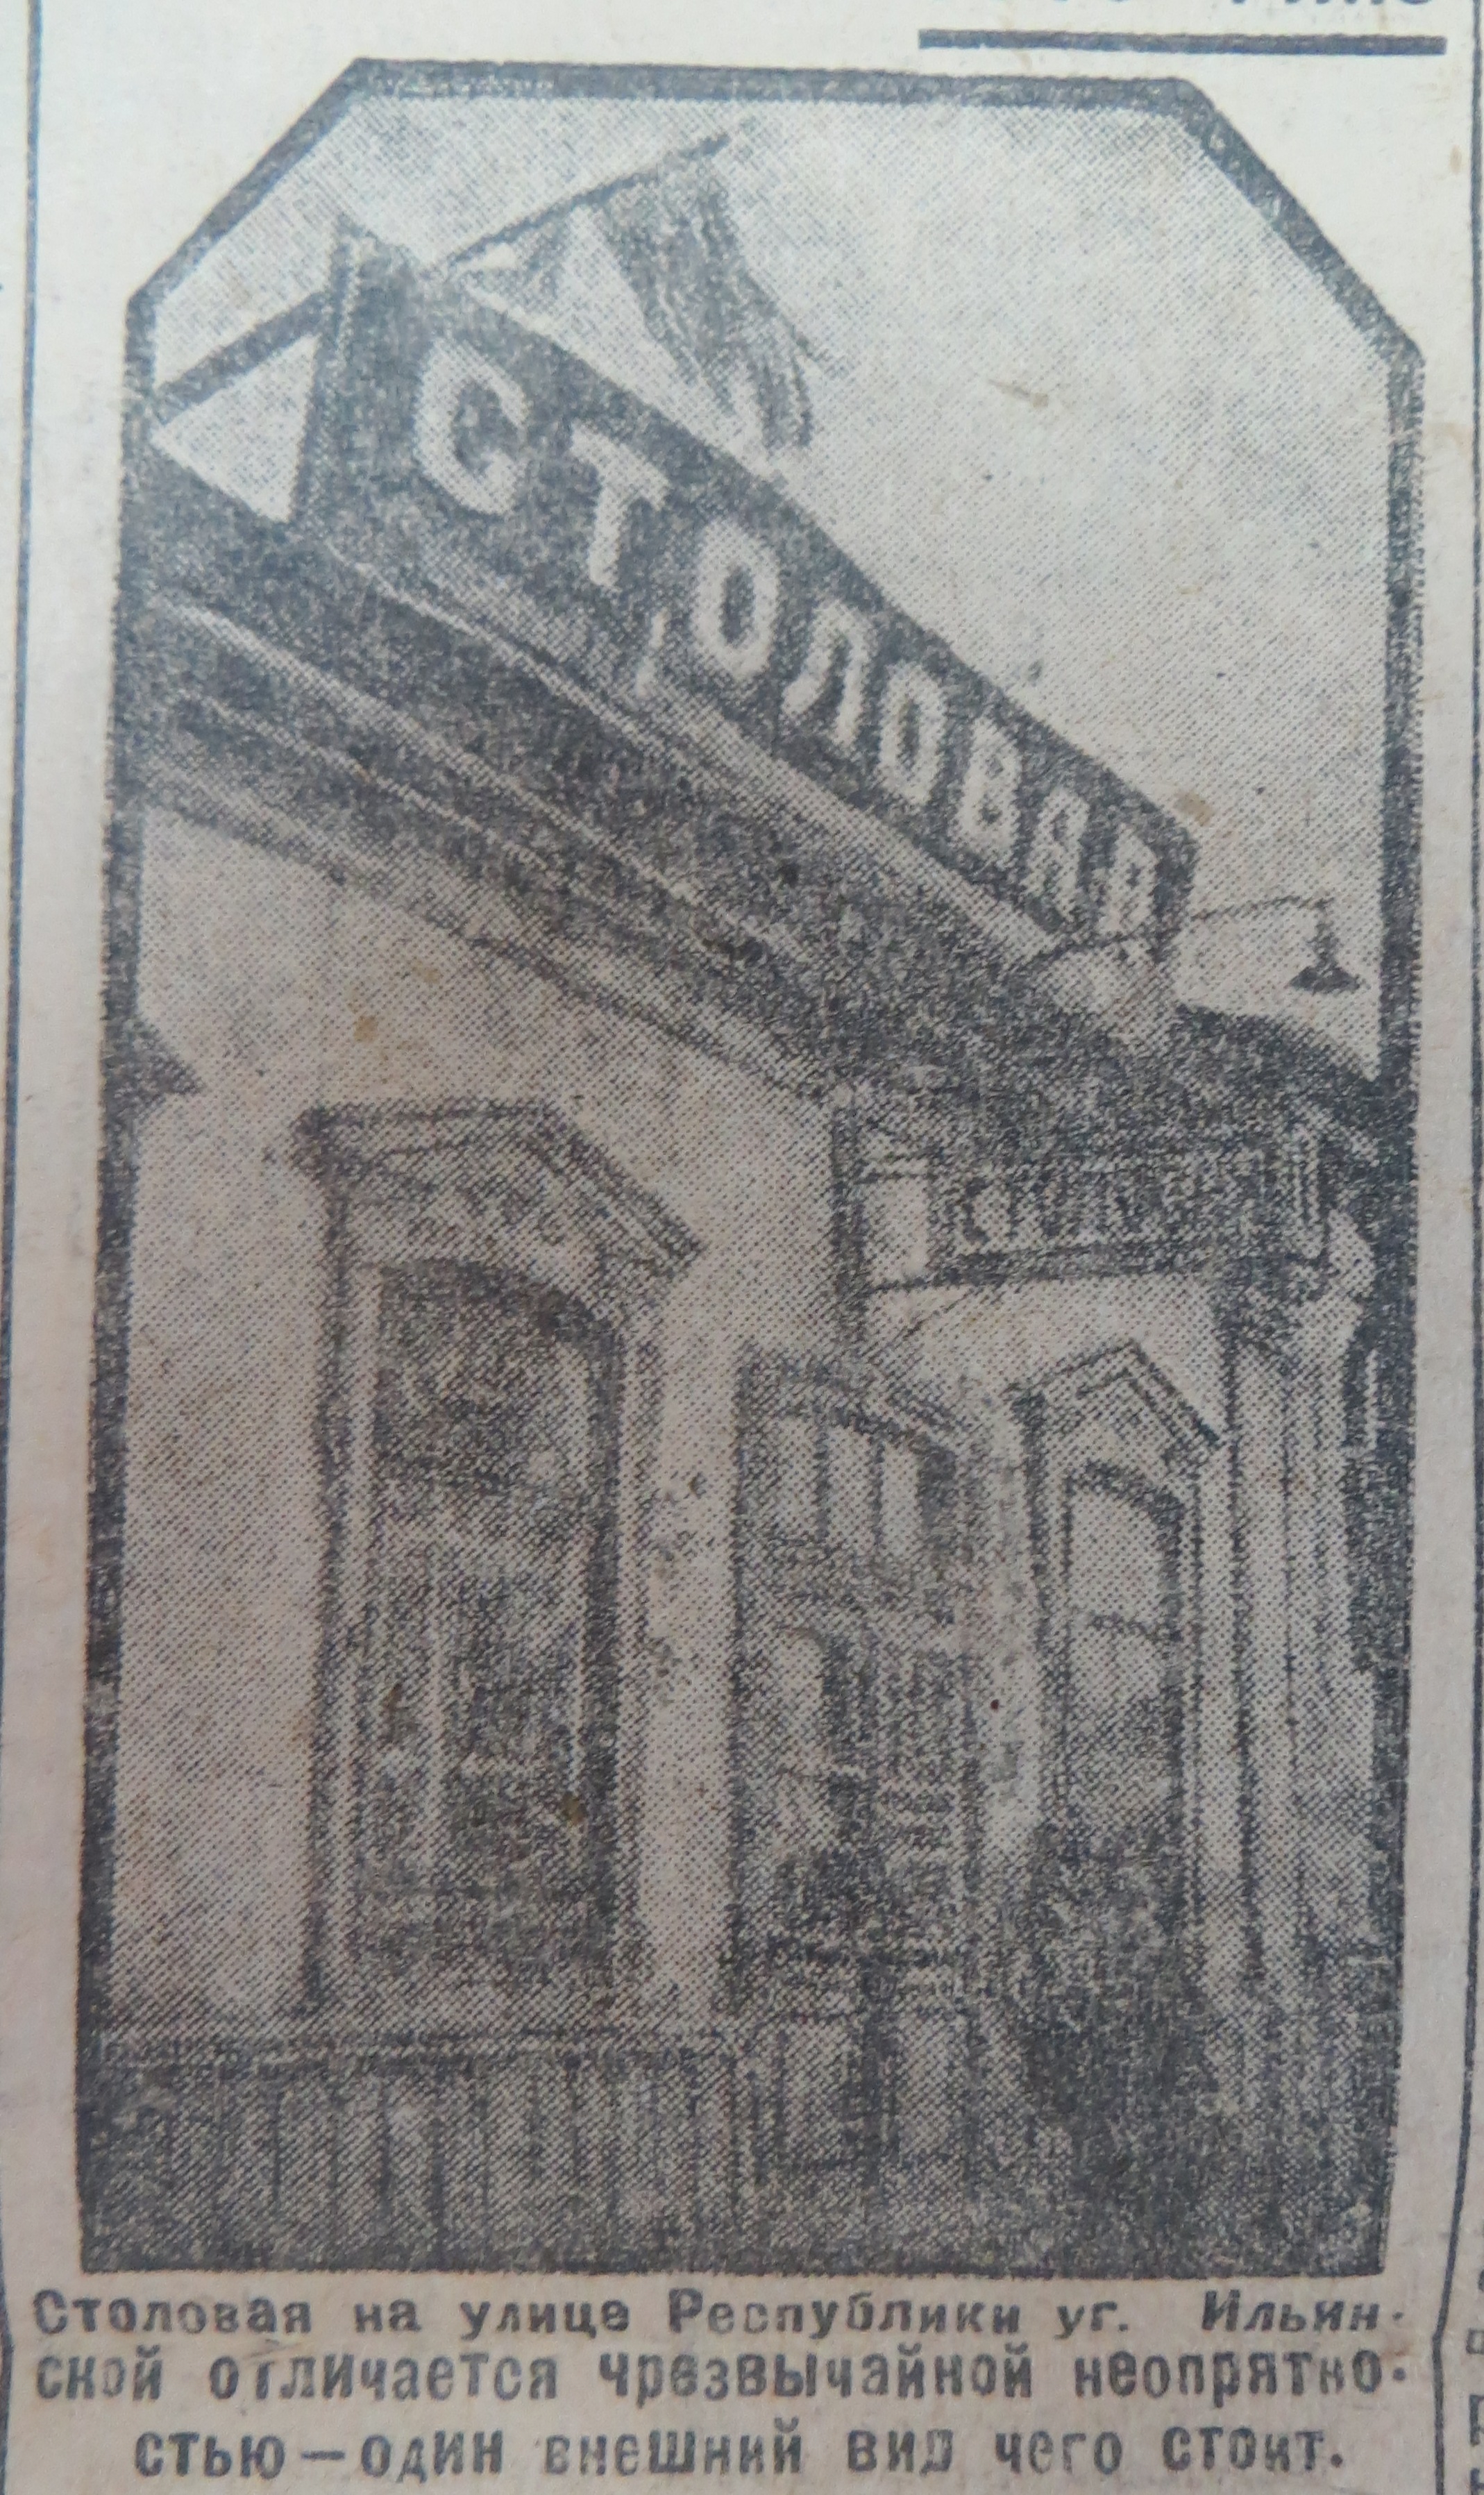 СТОЛОВАЯ
Столовая на улице Республики уг. Ильин-
ской отличается чрезвычайной неопрятно-
стью—один внешний вид чего стоит.